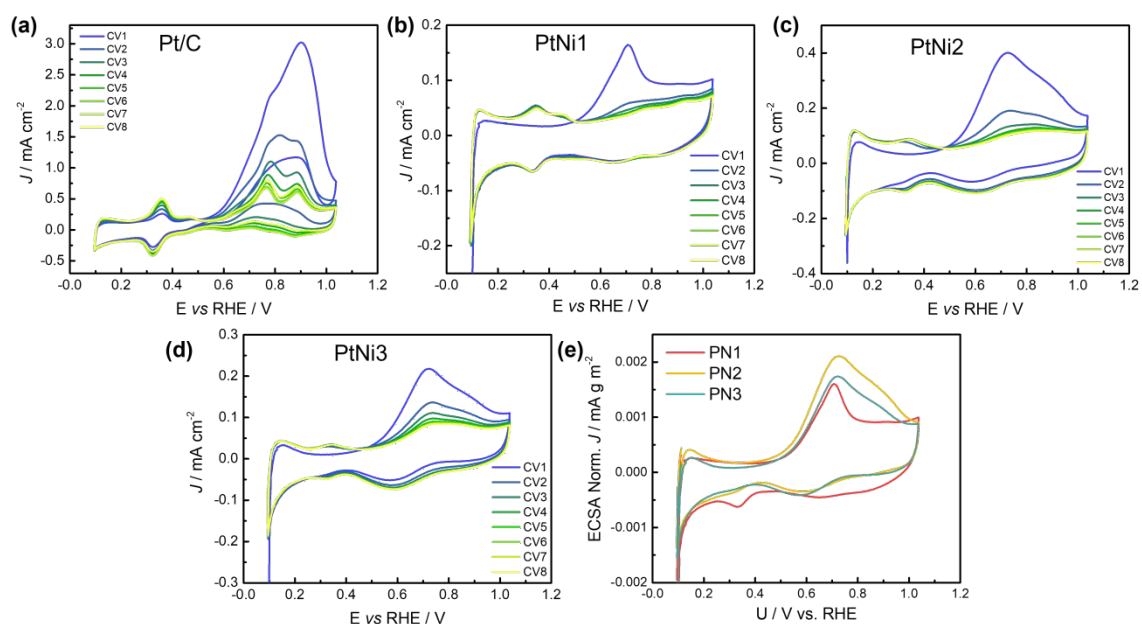 (a)
Pt/C
CV1
CV2
CV3
CV4
CV5
CV6
CV7
CV8
3.0
2.5
2.0
1.5
1.0
0.5
0.0
-0.5
J / mA cm-2
-0.0 0.2 0.4 0.6 0.8 1.0 1.2
E vs RHE / V
(b)
PtNi1
0.2
0.1
0.0
-0.1
-0.2
J / mA cm-2
CV1
CV2
CV3
CV4
CV5
CV6
CV7
CV8
-0.0 0.2 0.4 0.6 0.8 1.0 1.2
E vs RHE / V
(c)
PtNi2
0.4
0.2
0.0
-0.2
-0.4
J / mA cm-2
CV1
CV2
CV3
CV4
CV5
CV6
CV7
CV8
-0.0 0.2 0.4 0.6 0.8 1.0 1.2
E vs RHE / V
(d)
PtNi3
0.3
0.2
0.1
0.0
-0.1
-0.2
-0.3
J / mA cm-2
CV1
CV2
CV3
CV4
CV5
CV6
CV7
CV8
-0.0 0.2 0.4 0.6 0.8 1.0 1.2
E vs RHE / V
(e)
PN1
PN2
PN3
0.002
0.001
0.000
-0.001
-0.002
ECSA Norm. J / mA g m-2
-0.0 0.2 0.4 0.6 0.8 1.0 1.2
U / V vs. RHE